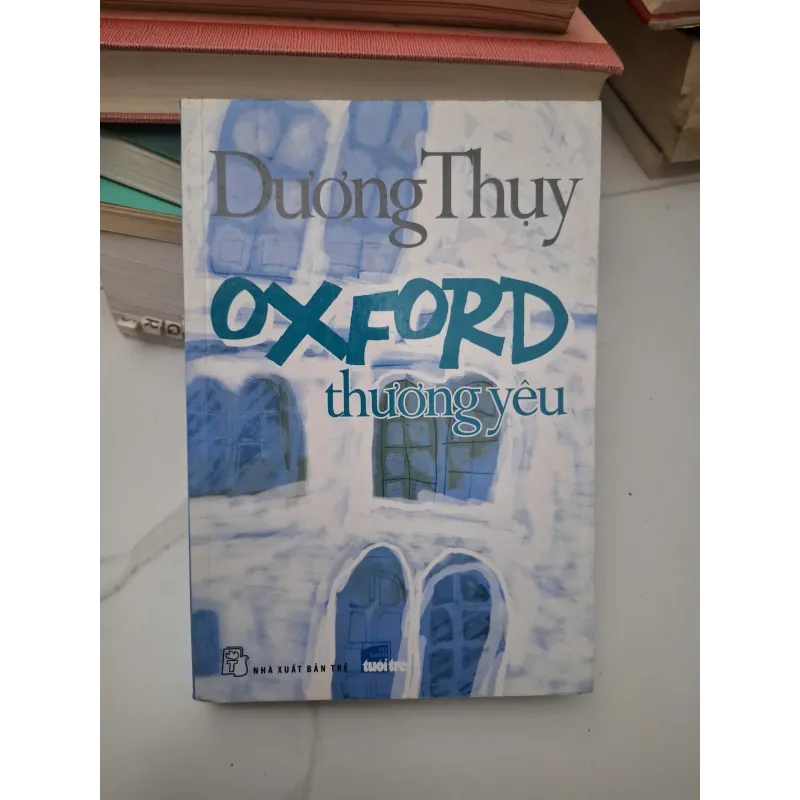 Dương Thụy
OXFORD
thương yêu
NHÀ XUẤT BẢN TRẺ
tuổi trẻ